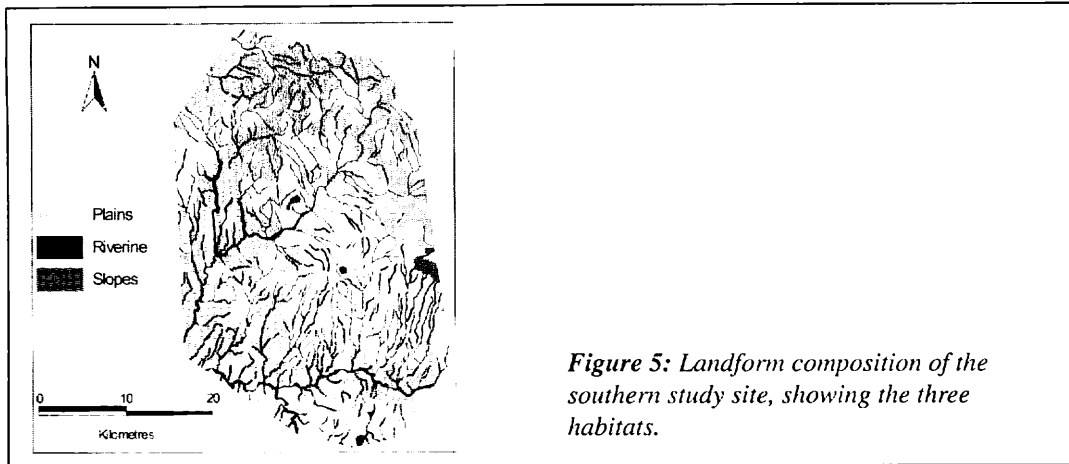 N
Plains
Riverine
Slopes
0 10 20
Kilometres
Figure 5: Landform composition of the
southern study site, showing the three
habitats.